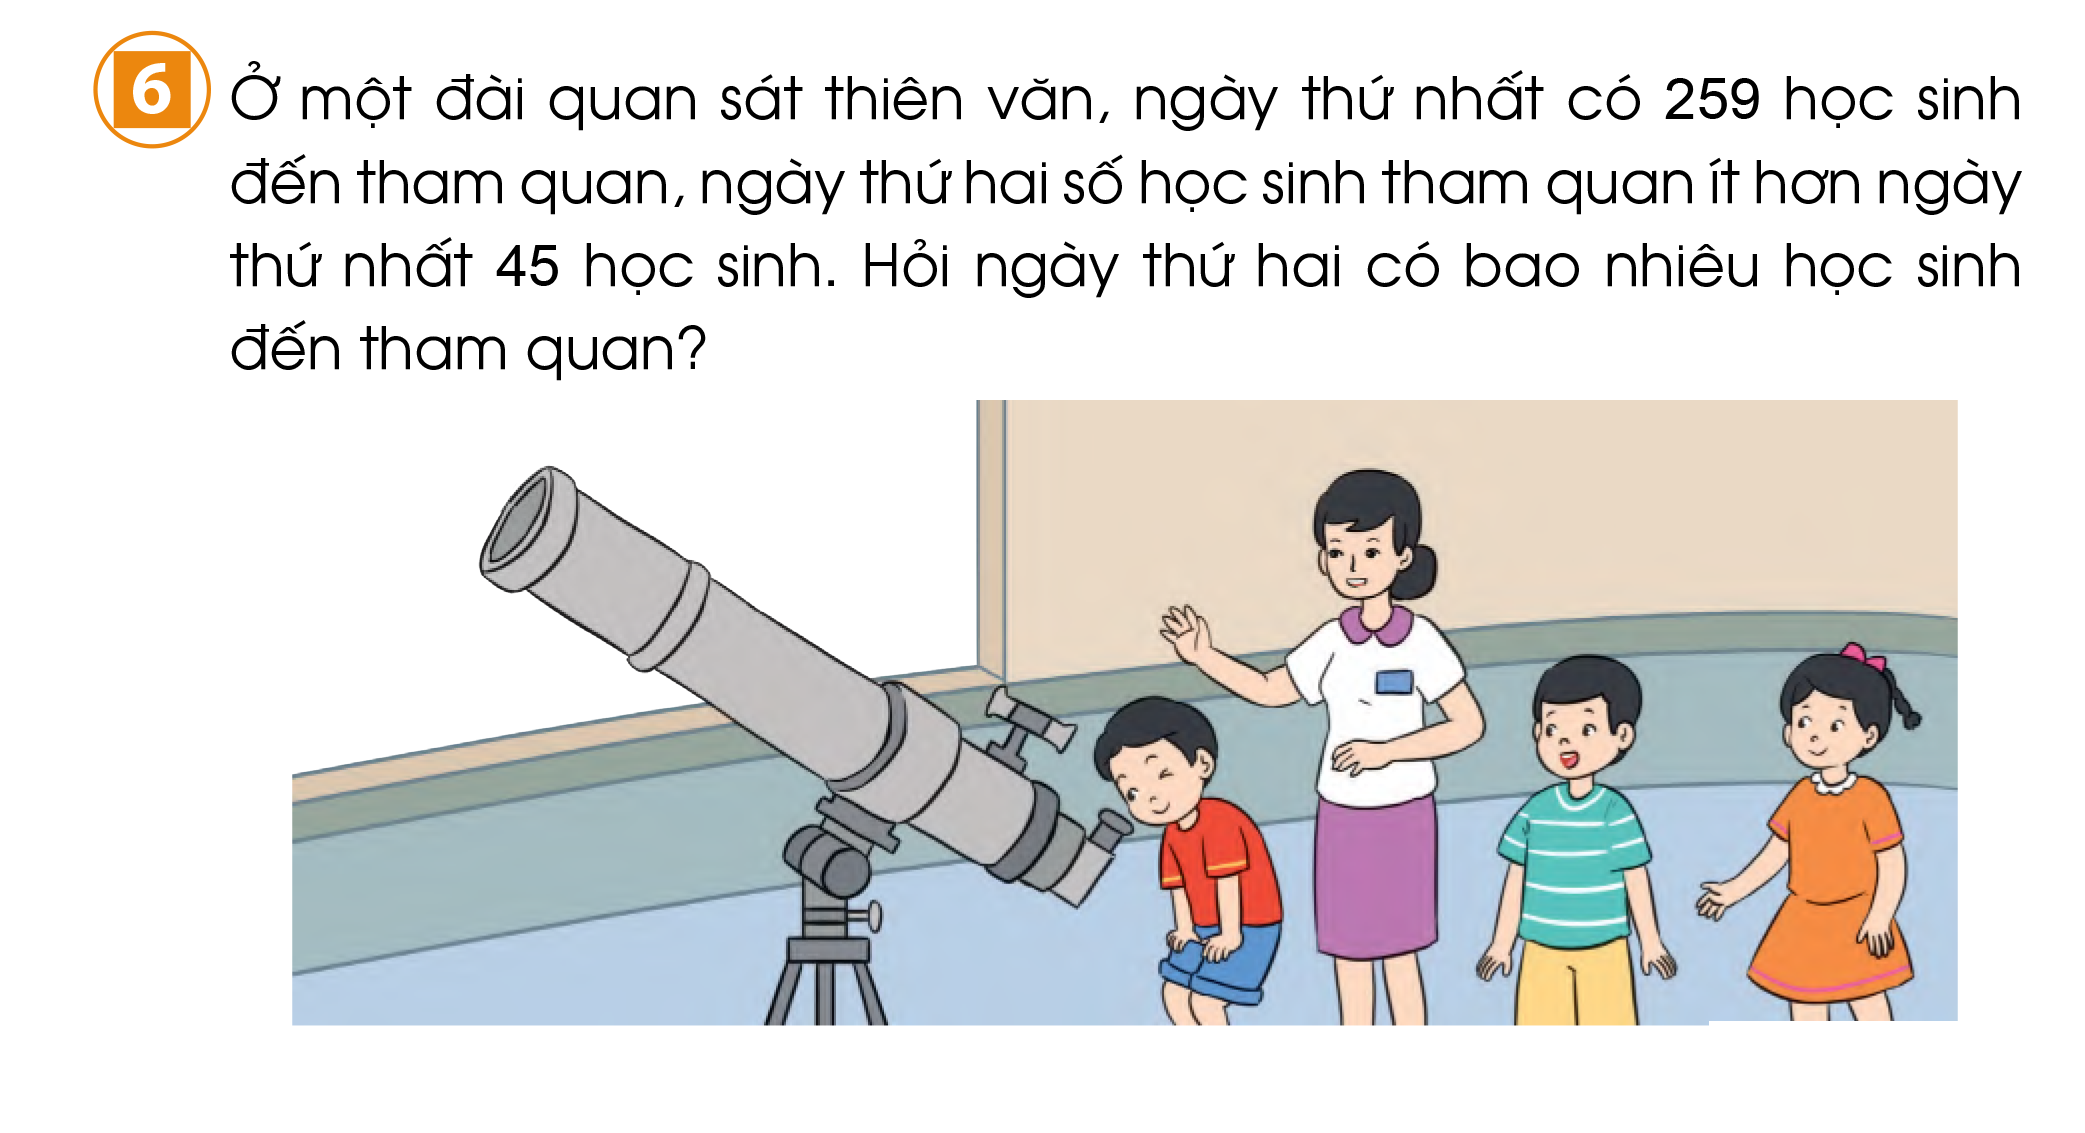 6 Ở một đài quan sát thiên văn, ngày thứ nhất có 259 học sinh
đến tham quan, ngày thứ hai số học sinh tham quan ít hơn ngày
thứ nhất 45 học sinh. Hỏi ngày thứ hai có bao nhiêu học sinh
đến tham quan?